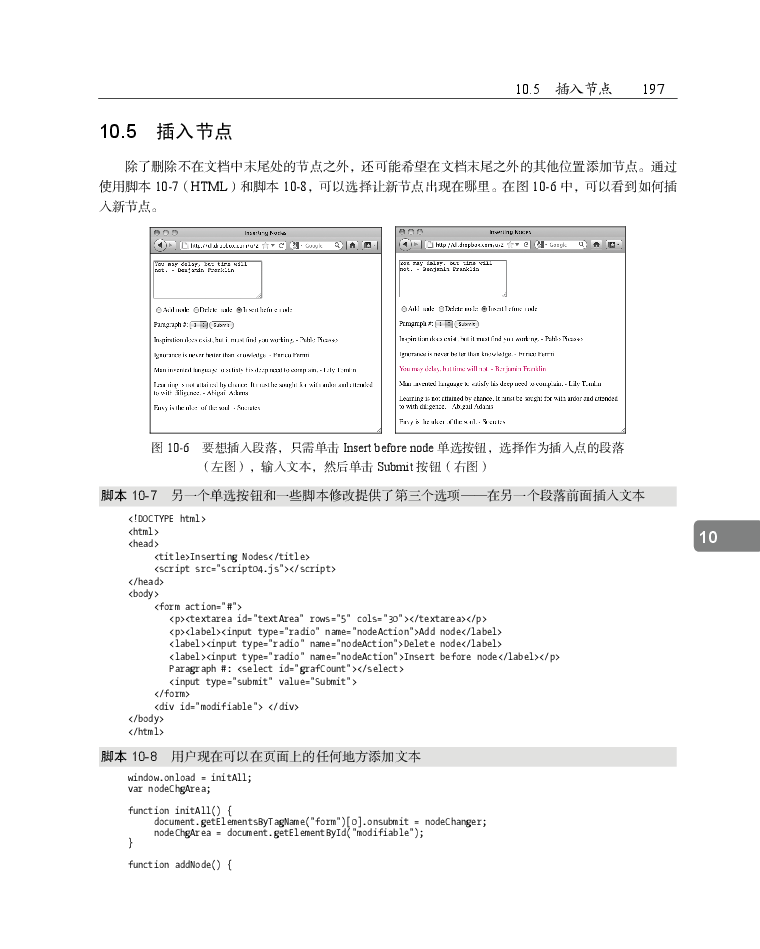 10.5 插入节点 197
10.5 插入节点
除了删除不在文档中末尾处的节点之外，还可能希望在文档末尾之外的其他位置添加节点。通过
使用脚本 10-7（HTML）和脚本 10-8，可以选择让新节点出现在哪里。在图 10-6 中，可以看到如何插
入新节点。
Inserting Nodes
http://dl.dropbox.com/u/2
Google
You may delay, but time will
not. - Benjamin Franklin
Add node Delete node Insert before node
Paragraph #: Submit
Inspiration does exist, but it must find you working. - Pablo Picasso
Ignorance is never better than knowledge. - Enrico Fermi
Man invented language to satisfy his deep need to complain. - Lily Tomlin
Learning is not attained by chance. It must be sought for with ardor and attended
to with diligence. - Abigail Adams
Envy is the ulcer of the soul. - Socrates
Inserting Nodes
http://dl.dropbox.com/u/2
Google
You may delay, but time will
not. - Benjamin Franklin
Add node Delete node Insert before node
Paragraph #: Submit
Inspiration does exist, but it must find you working. - Pablo Picasso
Ignorance is never better than knowledge. - Enrico Fermi
You may delay, but time will not. - Benjamin Franklin
Man invented language to satisfy his deep need to complain. - Lily Tomlin
Learning is not attained by chance. It must be sought for with ardor and attended
to with diligence. - Abigail Adams
Envy is the ulcer of the soul. - Socrates
图 10-6 要想插入段落，只需单击 Insert before node 单选按钮，选择作为插入点的段落
（左图），输入文本，然后单击 Submit 按钮（右图）
脚本 10-7 另一个单选按钮和一些脚本修改提供了第三个选项——在另一个段落前面插入文本
<!DOCTYPE html>
<html>
<head>
<title>Inserting Nodes</title>
<script src="script04.js"></script>
</head>
<body>
<form action="#">
<p><textarea id="textArea" rows="5" cols="30"></textarea></p>
<p><label><input type="radio" name="nodeAction">Add node</label>
<label><input type="radio" name="nodeAction">Delete node</label>
<label><input type="radio" name="nodeAction">Insert before node</label></p>
Paragraph #: <select id="grafCount"></select>
<input type="submit" value="Submit">
</form>
<div id="modifiable"> </div>
</body>
</html>
10
脚本 10-8 用户现在可以在页面上的任何地方添加文本
window.onload = initAll;
var nodeChgArea;
function initAll() {
document.getElementsByTagName("form")[0].onsubmit = nodeChanger;
nodeChgArea = document.getElementById("modifiable");
}
function addNode() {